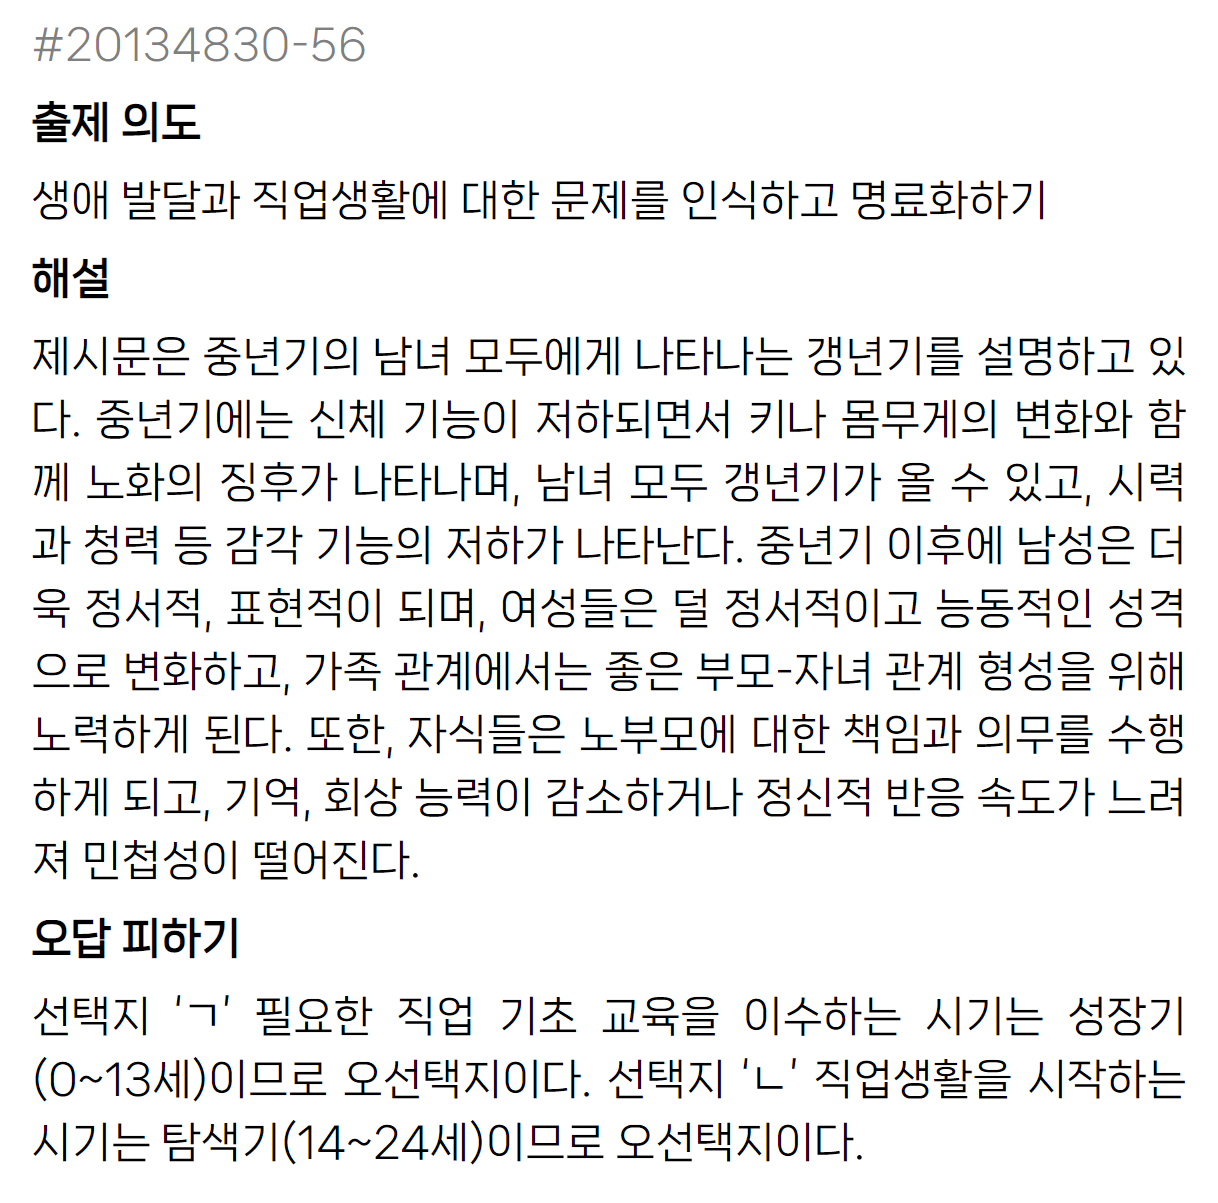 #20134830-56
출제 의도
생애 발달과 직업생활에 대한 문제를 인식하고 명료화하기
해설
제시문은 중년기의 남녀 모두에게 나타나는 갱년기를 설명하고 있
다. 중년기에는 신체 기능이 저하되면서 키나 몸무게의 변화와 함
께 노화의 징후가 나타나며, 남녀 모두 갱년기가 올 수 있고, 시력
과 청력 등 감각 기능의 저하가 나타난다. 중년기 이후에 남성은 더
욱 정서적, 표현적이 되며, 여성들은 덜 정서적이고 능동적인 성격
으로 변화하고, 가족 관계에서는 좋은 부모-자녀 관계 형성을 위해
노력하게 된다. 또한, 자식들은 노부모에 대한 책임과 의무를 수행
하게 되고, 기억, 회상 능력이 감소하거나 정신적 반응 속도가 느려
져 민첩성이 떨어진다.
오답 피하기
선택지 ‘ㄱ’ 필요한 직업 기초 교육을 이수하는 시기는 성장기
(0~13세)이므로 오선택지이다. 선택지 ‘ㄴ’ 직업생활을 시작하는
시기는 탐색기(14~24세)이므로 오선택지이다.